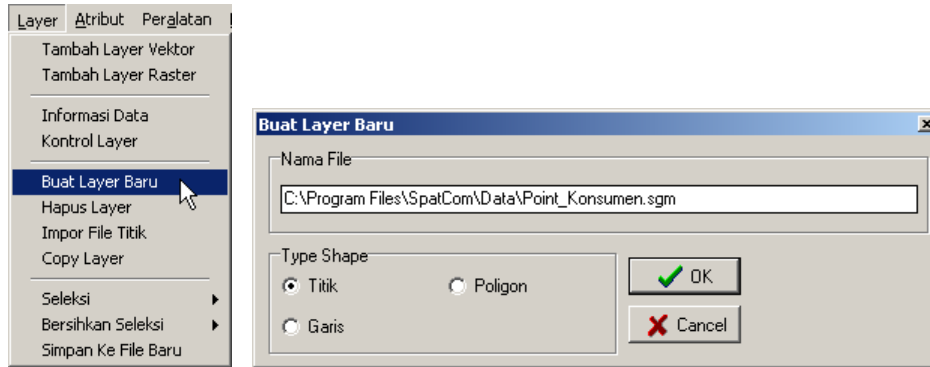 Layer Atribut Peralatan
Tambah Layer Vektor
Tambah Layer Raster
Informasi Data
Kontrol Layer
Buat Layer Baru
Hapus Layer
Impor File Titik
Copy Layer
Seleksi
Bersihkan Seleksi
Simpan Ke File Baru
Buat Layer Baru
Nama File
C:\Program Files\SpatCom\Data\Point_Konsumen.sgm
Type Shape
Titik
Poligon
Garis
OK
Cancel